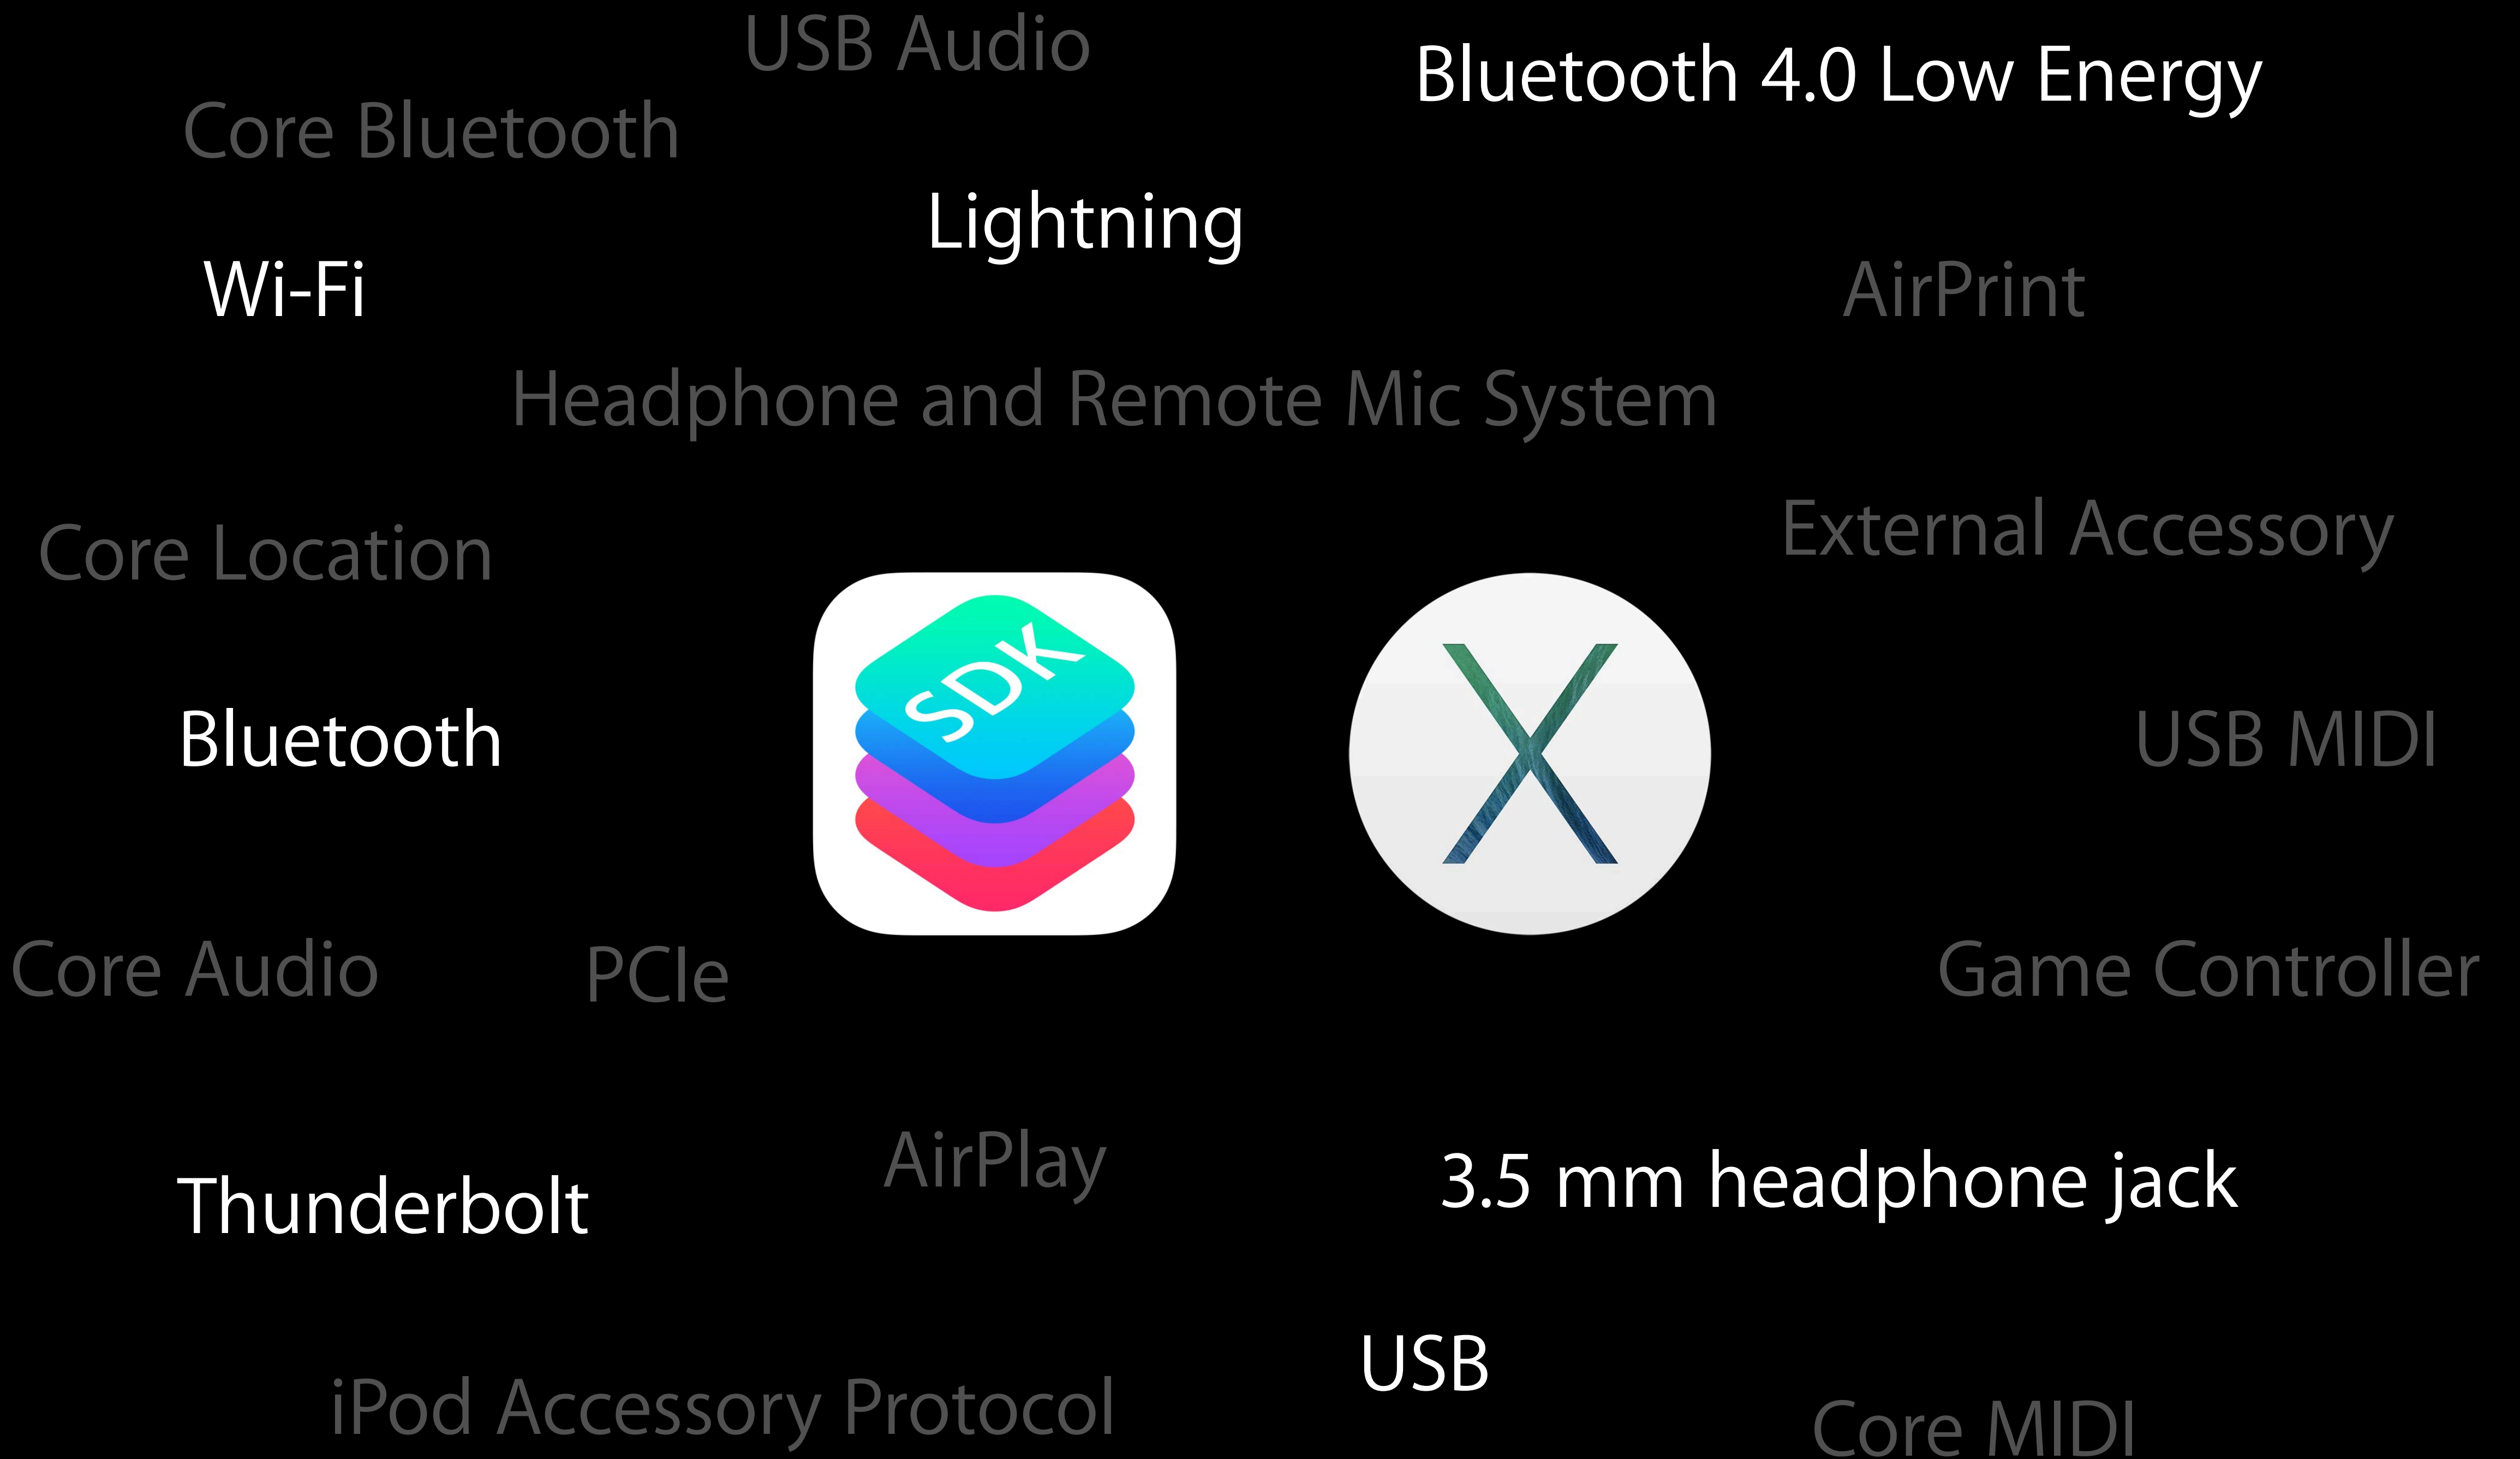 USB Audio
Bluetooth 4.0 Low Energy
Core Bluetooth
Lightning
Wi-Fi
AirPrint
Headphone and Remote Mic System
External Accessory
Core Location
SDK
X
Bluetooth
USB MIDI
Core Audio
PCIe
Game Controller
AirPlay
3.5 mm headphone jack
Thunderbolt
USB
iPod Accessory Protocol
Core MIDI